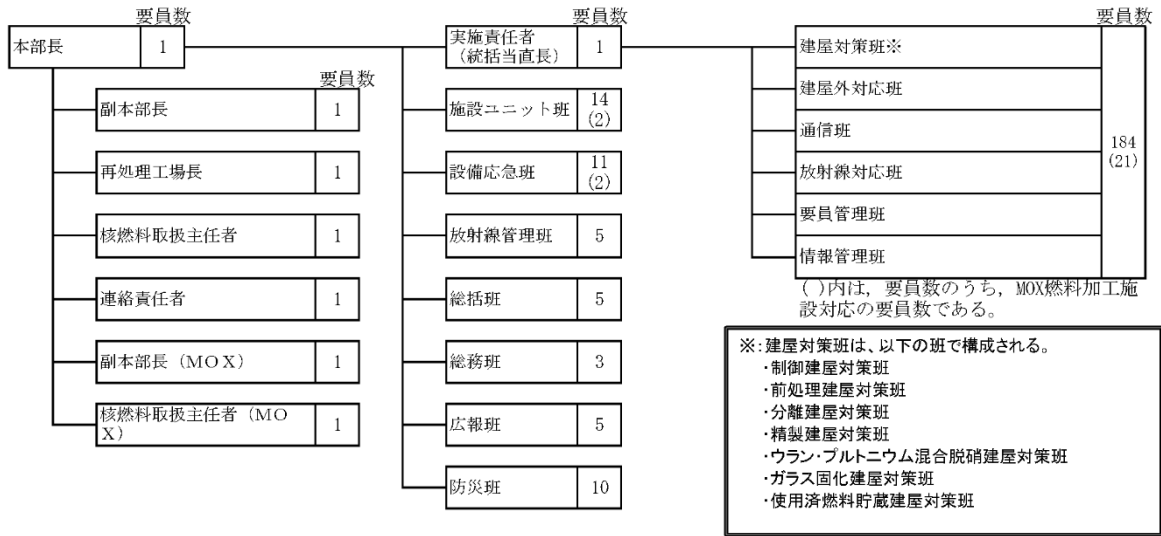 要員数
本部長 1
要員数
副本部長 1
再処理工場長 1
核燃料取扱主任者 1
連絡責任者 1
副本部長（ＭＯＸ） 1
核燃料取扱主任者（ＭＯ
Ｘ） 1
要員数
実施責任者
（統括当直長） 1
施設ユニット班 14
(2)
設備応急班 11
(2)
放射線管理班 5
総括班 5
総務班 3
広報班 5
防災班 10
要員数
建屋対策班※
建屋外対応班
通信班
放射線対応班
要員管理班
情報管理班
184
(21)
( )内は，要員数のうち，MOX燃料加工施
設対応の要員数である。
※:建屋対策班は、以下の班で構成される。
・制御建屋対策班
・前処理建屋対策班
・分離建屋対策班
・精製建屋対策班
・ウラン・プルトニウム混合脱硝建屋対策班
・ガラス固化建屋対策班
・使用済燃料貯蔵建屋対策班